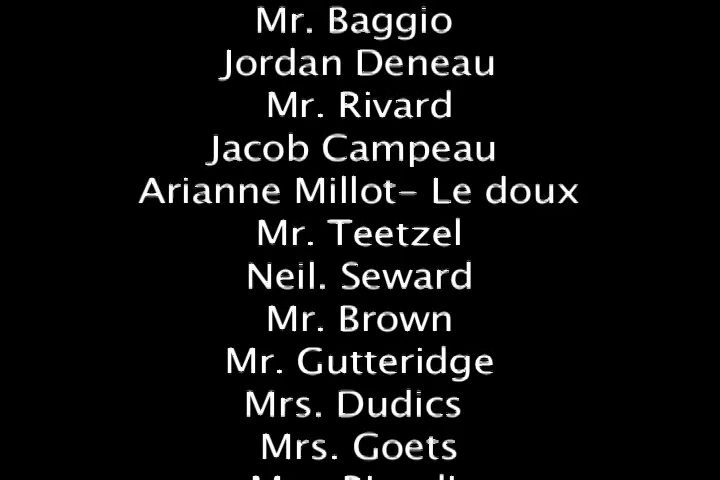 Mr. Baggio
Jordan Deneau
Mr. Rivard
Jacob Campeau
Arianne Millot- Le doux
Mr. Teetzel
Neil. Seward
Mr. Brown
Mr. Gutteridge
Mrs. Dudics
Mrs. Goets